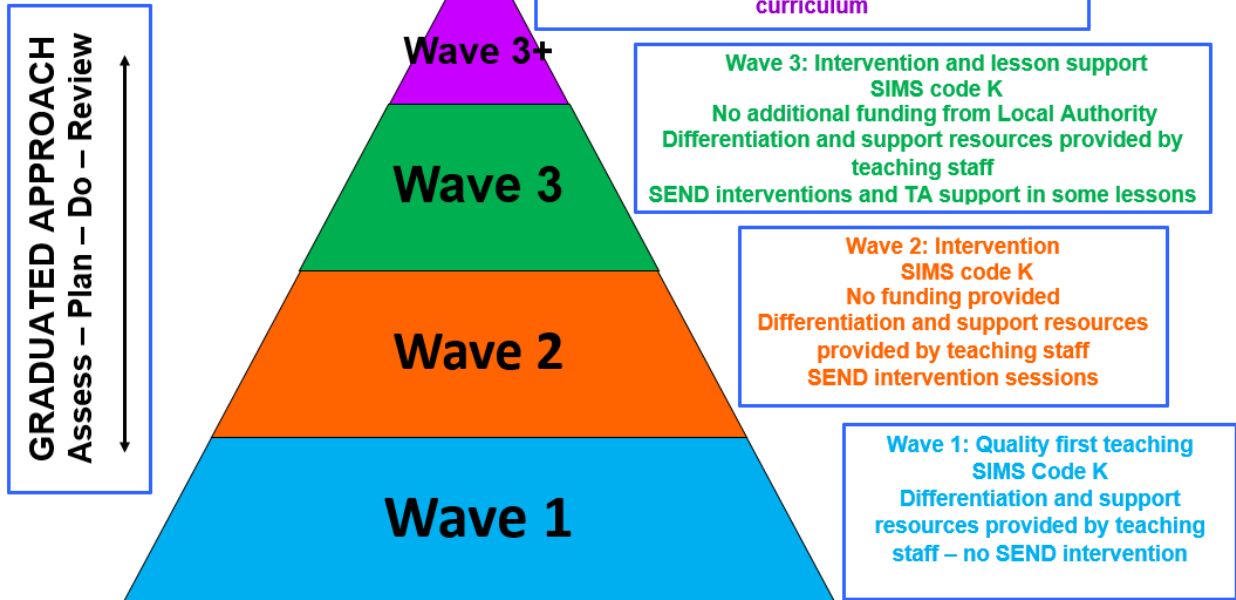 GRADUATED APPROACH
Assess – Plan – Do – Review
curriculum
Wave 3+
Wave 3: Intervention and lesson support
SIMS code K
No additional funding from Local Authority
Differentiation and support resources provided by
teaching staff
SEND interventions and TA support in some lessons
Wave 3
Wave 2: Intervention
SIMS code K
No funding provided
Differentiation and support resources
provided by teaching staff
SEND intervention sessions
Wave 2
Wave 1: Quality first teaching
SIMS Code K
Differentiation and support
resources provided by teaching
staff – no SEND intervention
Wave 1